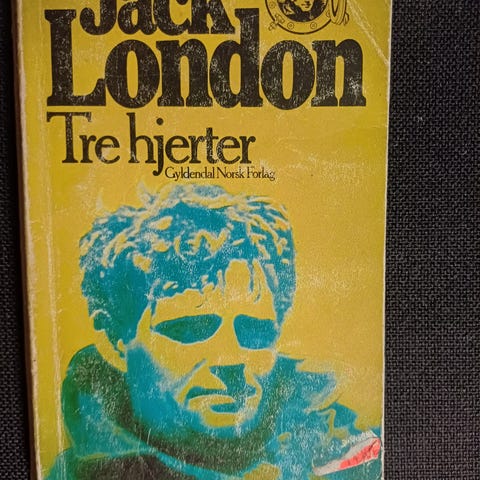 Jack
London
Tre hjerter
Gyldendal Norsk Forlag